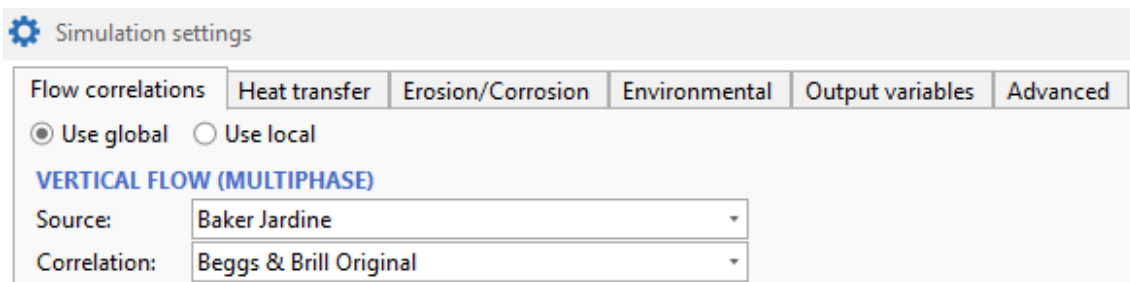 Simulation settings
Flow correlations Heat transfer Erosion/Corrosion Environmental Output variables Advanced
Use global Use local
VERTICAL FLOW (MULTIPHASE)
Source: Baker Jardine
Correlation: Beggs & Brill Original